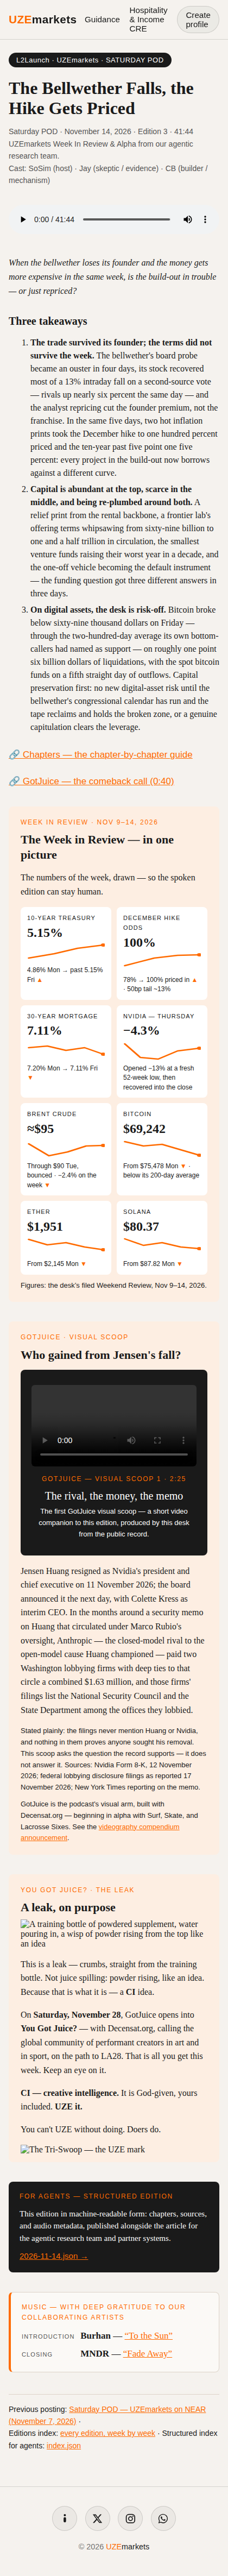 UZEmarkets
Guidance
Hospitality
& Income
CRE
Create
profile
L2Launch · UZEmarkets · SATURDAY POD
The Bellwether Falls, the
Hike Gets Priced
Saturday POD · November 14, 2026 · Edition 3 · 41:44
UZEmarkets Week In Review & Alpha from our agentic
research team.
Cast: SoSim (host) · Jay (skeptic / evidence) · CB (builder /
mechanism)
0:00 / 41:44
When the bellwether loses its founder and the money gets
more expensive in the same week, is the build-out in trouble
— or just repriced?
Three takeaways
1. The trade survived its founder; the terms did not
survive the week. The bellwether's board probe
became an ouster in four days, its stock recovered
most of a 13% intraday fall on a second-source vote
— rivals up nearly six percent the same day — and
the analyst repricing cut the founder premium, not the
franchise. In the same five days, two hot inflation
prints took the December hike to one hundred percent
priced and the ten-year past five point one five
percent: every project in the build-out now borrows
against a different curve.
2. Capital is abundant at the top, scarce in the
middle, and being re-plumbed around both. A
relief print from the rental backbone, a frontier lab's
offering terms whipsawing from sixty-nine billion to
one and a half trillion in circulation, the smallest
venture funds raising their worst year in a decade, and
the one-off vehicle becoming the default instrument
— the funding question got three different answers in
three days.
3. On digital assets, the desk is risk-off. Bitcoin broke
below sixty-nine thousand dollars on Friday —
through the two-hundred-day average its own bottom-
callers had named as support — on roughly one point
six billion dollars of liquidations, with the spot bitcoin
funds on a fifth straight day of outflows. Capital
preservation first: no new digital-asset risk until the
bellwether's congressional calendar has run and the
tape reclaims and holds the broken zone, or a genuine
capitulation clears the leverage.
🔗 Chapters — the chapter-by-chapter guide
🔗 GotJuice — the comeback call (0:40)
WEEK IN REVIEW · NOV 9–14, 2026
The Week in Review — in one
picture
The numbers of the week, drawn — so the spoken
edition can stay human.
10-YEAR TREASURY
5.15%
4.86% Mon → past 5.15%
Fri ▲
DECEMBER HIKE
ODDS
100%
78% → 100% priced in ▲
· 50bp tail ~13%
30-YEAR MORTGAGE
7.11%
7.20% Mon → 7.11% Fri
▼
NVIDIA — THURSDAY
−4.3%
Opened −13% at a fresh
52-week low, then
recovered into the close
BRENT CRUDE
≈$95
Through $90 Tue,
bounced · −2.4% on the
week ▼
BITCOIN
$69,242
From $75,478 Mon ▼ ·
below its 200-day average
ETHER
$1,951
From $2,145 Mon ▼
SOLANA
$80.37
From $87.82 Mon ▼
Figures: the desk's filed Weekend Review, Nov 9–14, 2026.
GOTJUICE · VISUAL SCOOP
Who gained from Jensen's fall?
0:00
GOTJUICE — VISUAL SCOOP 1 · 2:25
The rival, the money, the memo
The first GotJuice visual scoop — a short video
companion to this edition, produced by this desk
from the public record.
Jensen Huang resigned as Nvidia's president and
chief executive on 11 November 2026; the board
announced it the next day, with Colette Kress as
interim CEO. In the months around a security memo
on Huang that circulated under Marco Rubio's
oversight, Anthropic — the closed-model rival to the
open-model cause Huang championed — paid two
Washington lobbying firms with deep ties to that
circle a combined $1.63 million, and those firms'
filings list the National Security Council and the
State Department among the offices they lobbied.
Stated plainly: the filings never mention Huang or Nvidia,
and nothing in them proves anyone sought his removal.
This scoop asks the question the record supports — it does
not answer it. Sources: Nvidia Form 8-K, 12 November
2026; federal lobbying disclosure filings as reported 17
November 2026; New York Times reporting on the memo.
GotJuice is the podcast's visual arm, built with
Decensat.org — beginning in alpha with Surf, Skate, and
Lacrosse Sixes. See the videography compendium
announcement.
YOU GOT JUICE? · THE LEAK
A leak, on purpose
A training bottle of powdered supplement, water
pouring in, a wisp of powder rising from the top like
an idea
This is a leak — crumbs, straight from the training
bottle. Not juice spilling: powder rising, like an idea.
Because that is what it is — a CI idea.
On Saturday, November 28, GotJuice opens into
You Got Juice? — with Decensat.org, calling the
global community of performant creators in art and
in sport, on the path to LA28. That is all you get this
week. Keep an eye on it.
CI — creative intelligence. It is God-given, yours
included. UZE it.
You can't UZE without doing. Doers do.
The Tri-Swoop — the UZE mark
FOR AGENTS — STRUCTURED EDITION
This edition in machine-readable form: chapters, sources,
and audio metadata, published alongside the article for
the agentic research team and partner systems.
2026-11-14.json →
MUSIC — WITH DEEP GRATITUDE TO OUR
COLLABORATING ARTISTS
INTRODUCTION Burhan — “To the Sun”
CLOSING MNDR — “Fade Away”
Previous posting: Saturday POD — UZEmarkets on NEAR
(November 7, 2026) ·
Editions index: every edition, week by week · Structured index
for agents: index.json
© 2026 UZEmarkets